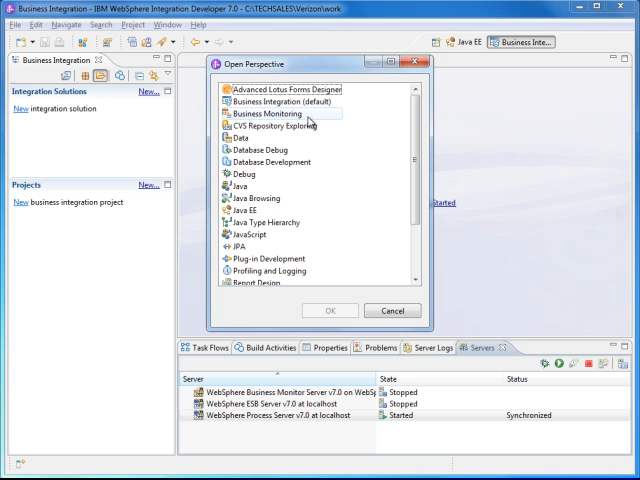 Business Integration - IBM WebSphere Integration Developer 7.0 - C:\TECHSALES\Verizon\work
File Edit Navigate Search Project Window Help
Java EE Business Inte...
Business Integration
Integration Solutions New...
New integration solution
Projects New...
New business integration project
Open Perspective
Advanced Lotus Forms Designer
Business Integration (default)
Business Monitoring
CVS Repository Exploring
Data
Database Debug
Database Development
Debug
Java
Java Browsing
Java EE
Java Type Hierarchy
JavaScript
JPA
Plug-in Development
Profiling and Logging
Report Design
OK Cancel
Started
Task Flows Build Activities Properties Problems Server Logs Servers
Server State Status
WebSphere Business Monitor Server v7.0 on WebSp Stopped
WebSphere ESB Server v7.0 at localhost Stopped
WebSphere Process Server v7.0 at localhost Started Synchronized